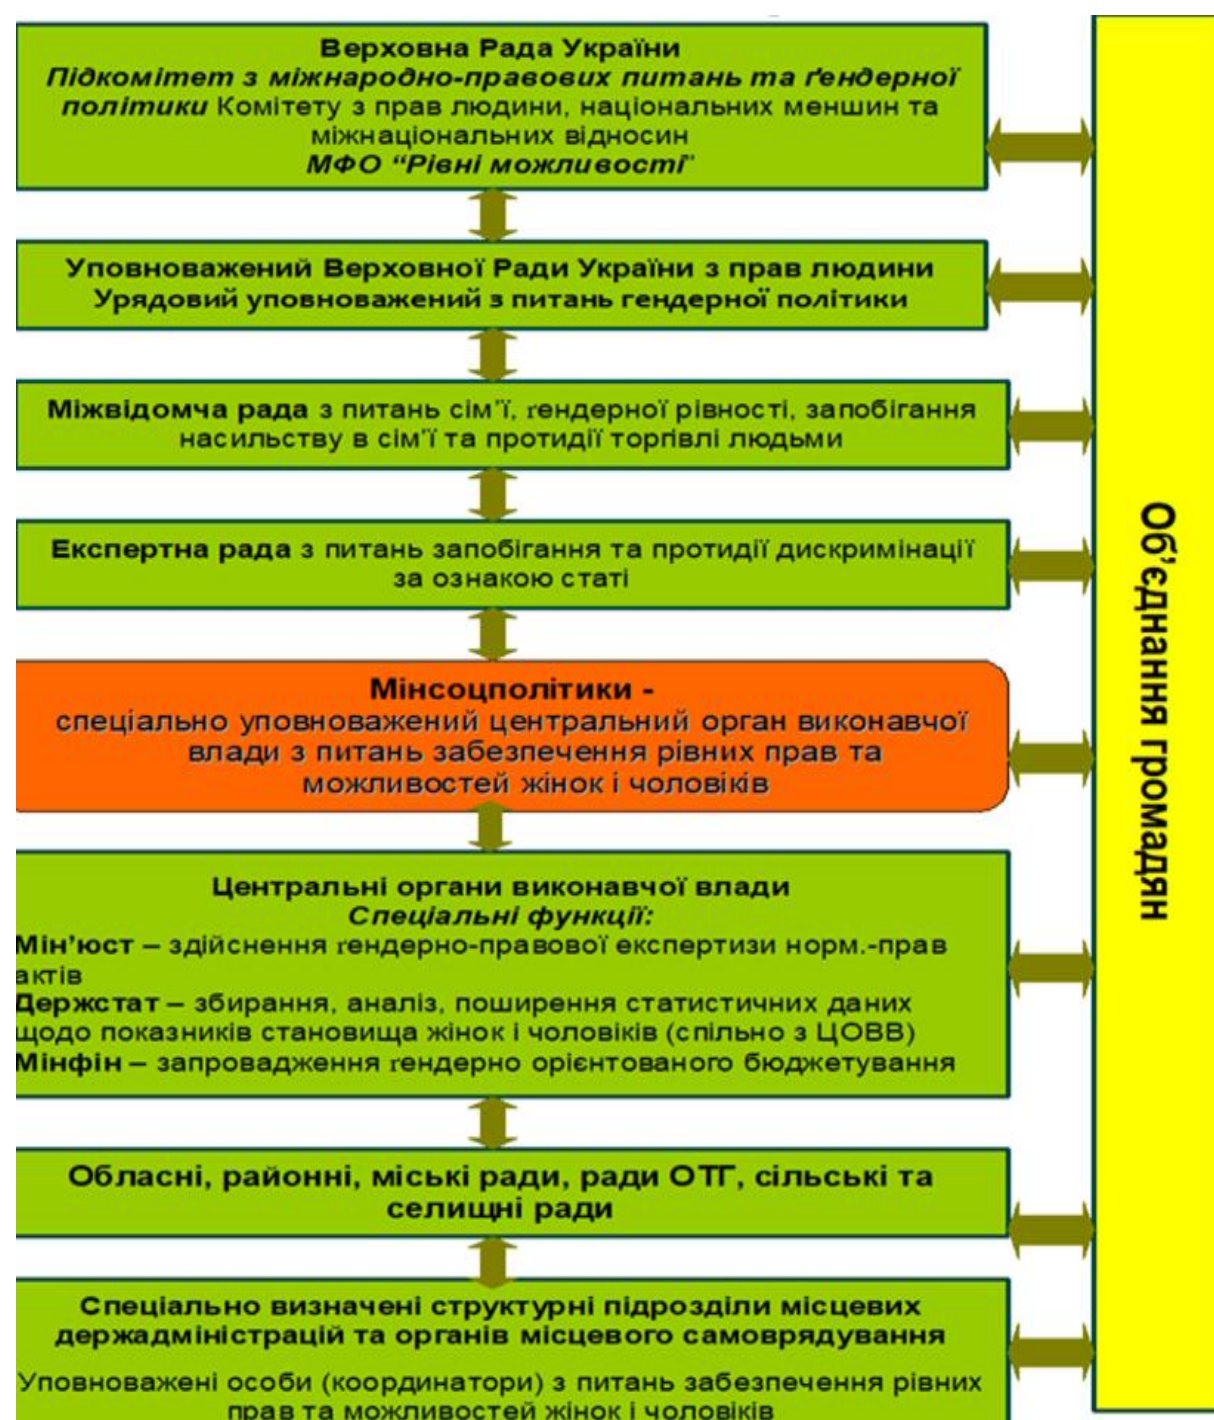 Верховна Рада України
Підкомітет з міжнародно-правових питань та ґендерної
політики Комітету з прав людини, національних меншин та
міжнаціональних відносин
МФО “Рівні можливості”
Уповноважений Верховної Ради України з прав людини
Урядовий уповноважений з питань гендерної політики
Міжвідомча рада з питань сім’ї, ґендерної рівності, запобігання
насильству в сім’ї та протидії торгівлі людьми
Експертна рада з питань запобігання та протидії дискримінації
за ознакою статі
Мінсоцполітики -
спеціально уповноважений центральний орган виконавчої
влади з питань забезпечення рівних прав та
можливостей жінок і чоловіків
Центральні органи виконавчої влади
Спеціальні функції:
Мін’юст – здійснення ґендерно-правової експертизи норм.-прав
актів
Держстат – збирання, аналіз, поширення статистичних даних
щодо показників становища жінок і чоловіків (спільно з ЦОВВ)
Мінфін – запровадження ґендерно орієнтованого бюджетування
Обласні, районні, міські ради, ради ОТГ, сільські та
селищні ради
Спеціально визначені структурні підрозділи місцевих
держадміністрацій та органів місцевого самоврядування
Уповноважені особи (координатори) з питань забезпечення рівних
прав та можливостей жінок і чоловіків
Об’єднання громадян